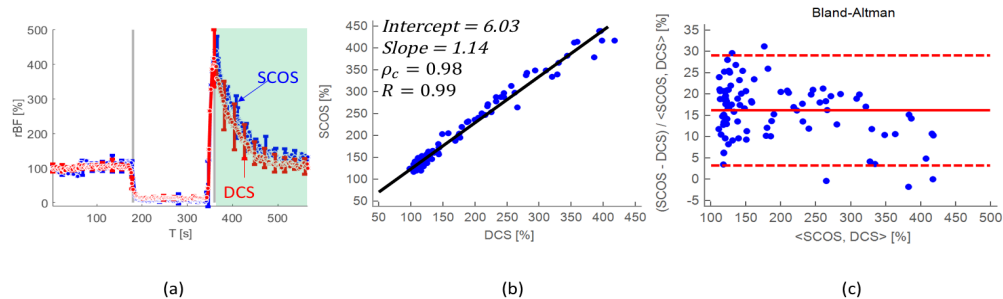 500
400
300
200
100
0
rBF [%]
SCOS
DCS
100 200 300 400 500
T [s]
(a)
Intercept = 6.03
Slope = 1.14
ρc = 0.98
R = 0.99
450
400
350
300
250
200
150
100
50
SCOS [%]
50 100 150 200 250 300 350 400 450
DCS [%]
(b)
Bland-Altman
35
30
25
20
15
10
5
0
-5
(SCOS - DCS) / <SCOS, DCS> [%]
100 150 200 250 300 350 400 450 500
<SCOS, DCS> [%]
(c)